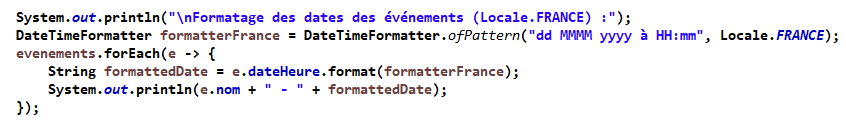 System.out.println("\nFormatage des dates des événements (Locale.FRANCE) :");
DateTimeFormatter formatterFrance = DateTimeFormatter.ofPattern("dd MMMM yyyy à HH:mm", Locale.FRANCE);
evenements.forEach(e -> {
    String formattedDate = e.dateHeure.format(formatterFrance);
    System.out.println(e.nom + " - " + formattedDate);
});